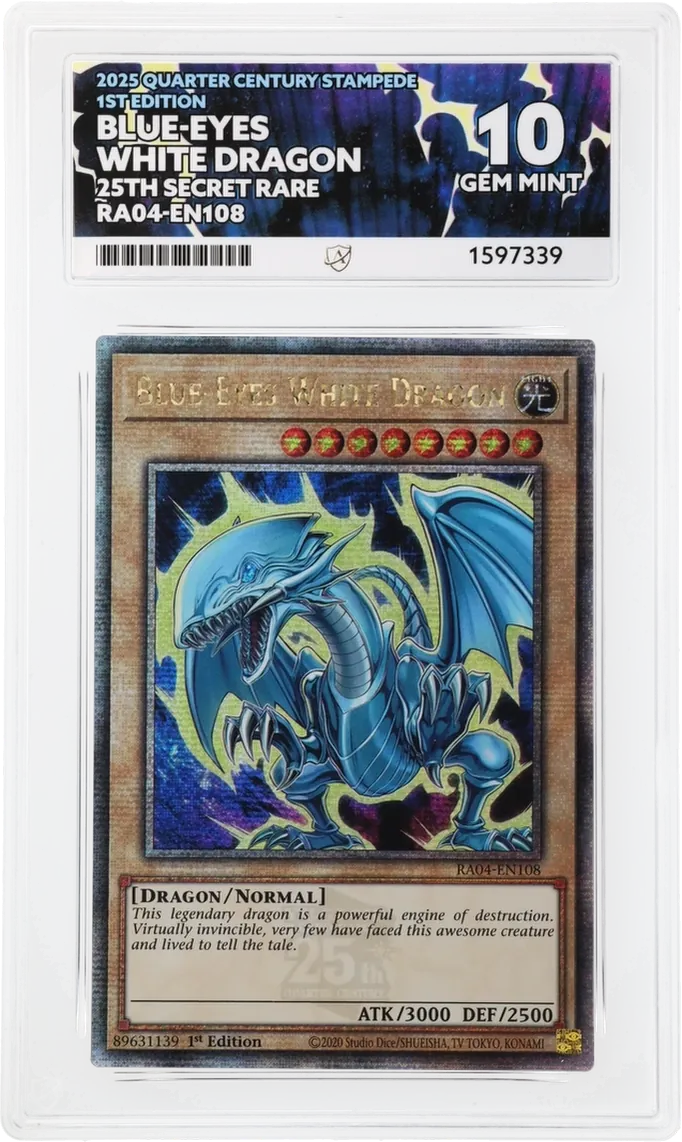 2025 QUARTER CENTURY STAMPEDE
1ST EDITION
BLUE-EYES
WHITE DRAGON
25TH SECRET RARE
RA04-EN108
10
GEM MINT
1597339
BLUE-EYES WHITE DRAGON
LIGHT
光
RA04-EN108
[DRAGON/NORMAL]
This legendary dragon is a powerful engine of destruction.
Virtually invincible, very few have faced this awesome creature
and lived to tell the tale.
25th
QUARTER CENTURY
ATK/3000 DEF/2500
89631139 1st Edition
©2020 Studio Dice/SHUEISHA, TV TOKYO, KONAMI